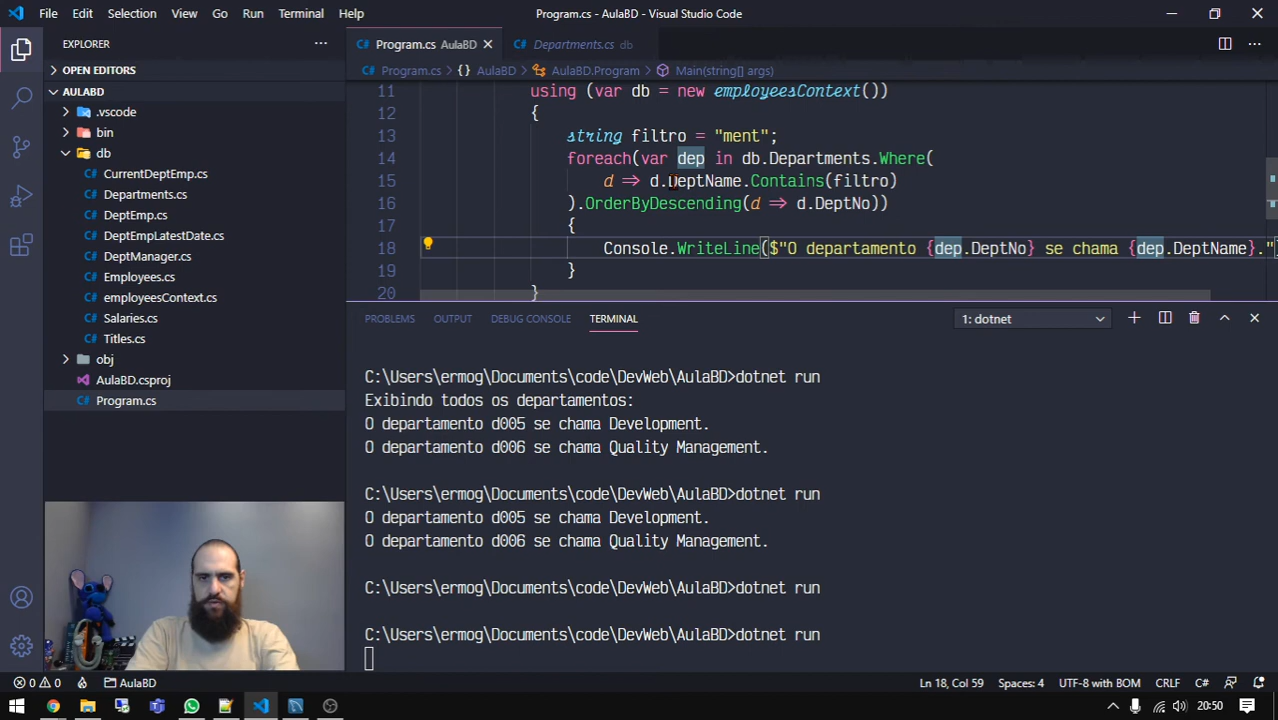 File Edit Selection View Go Run Terminal Help Program.cs - AulaBD - Visual Studio Code
EXPLORER
Program.cs AulaBD
Departments.cs db
OPEN EDITORS
Program.cs AulaBD AulaBD.Program Main(string[] args)
AULABD
.vscode
bin
db
CurrentDeptEmp.cs
Departments.cs
DeptEmp.cs
DeptEmpLatestDate.cs
DeptManager.cs
Employees.cs
employeesContext.cs
Salaries.cs
Titles.cs
obj
AulaBD.csproj
Program.cs
11 using (var db = new employeesContext())
12 {
13 string filtro = "ment";
14 foreach(var dep in db.Departments.Where(
15 d => d.DeptName.Contains(filtro)
16 ).OrderByDescending(d => d.DeptNo))
17 {
18 Console.WriteLine($"O departamento {dep.DeptNo} se chama {dep.DeptName}."
19 }
20 }
PROBLEMS OUTPUT DEBUG CONSOLE TERMINAL 1: dotnet
C:\Users\ermog\Documents\code\DevWeb\AulaBD>dotnet run
Exibindo todos os departamentos:
O departamento d005 se chama Development.
O departamento d006 se chama Quality Management.
C:\Users\ermog\Documents\code\DevWeb\AulaBD>dotnet run
O departamento d005 se chama Development.
O departamento d006 se chama Quality Management.
C:\Users\ermog\Documents\code\DevWeb\AulaBD>dotnet run
C:\Users\ermog\Documents\code\DevWeb\AulaBD>dotnet run
0 0 AulaBD Ln 18, Col 59 Spaces: 4 UTF-8 with BOM CRLF C#
20:50